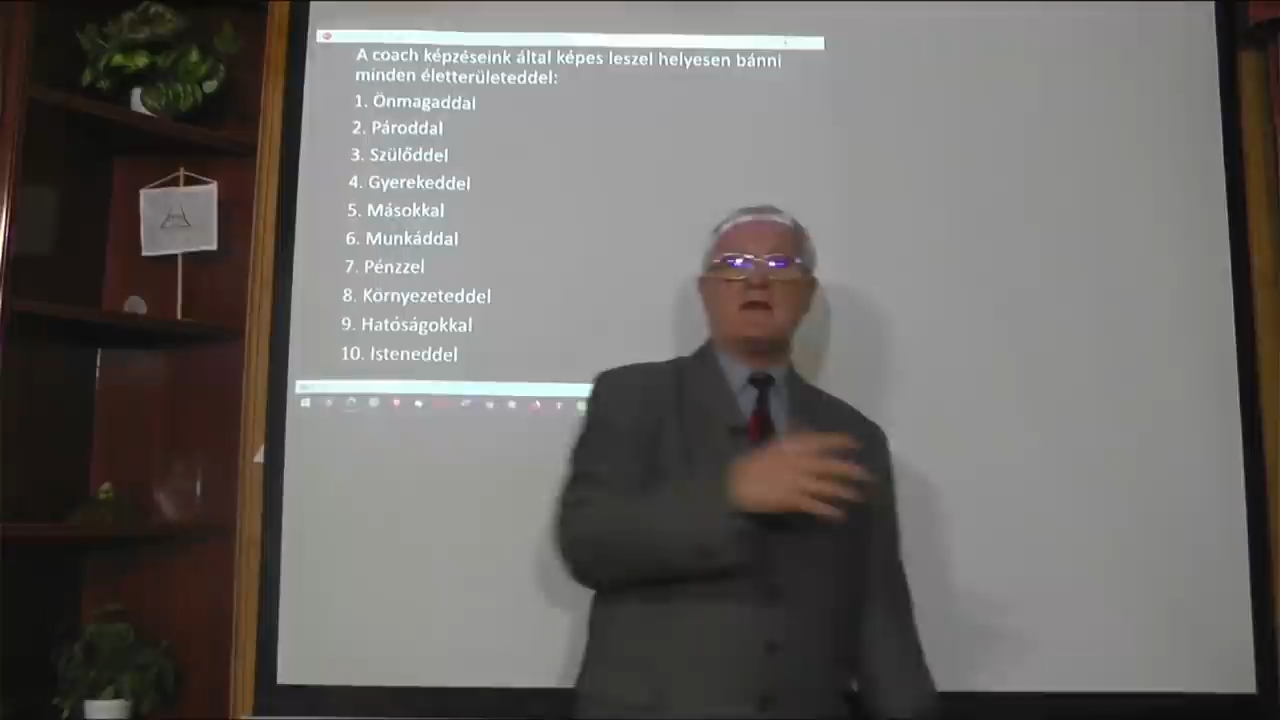 A coach képzéseink által képes leszel helyesen bánni
minden életterületeddel:
1. Önmagaddal
2. Pároddal
3. Szülőddel
4. Gyerekeddel
5. Másokkal
6. Munkáddal
7. Pénzzel
8. Környezeteddel
9. Hatóságokkal
10. Isteneddel